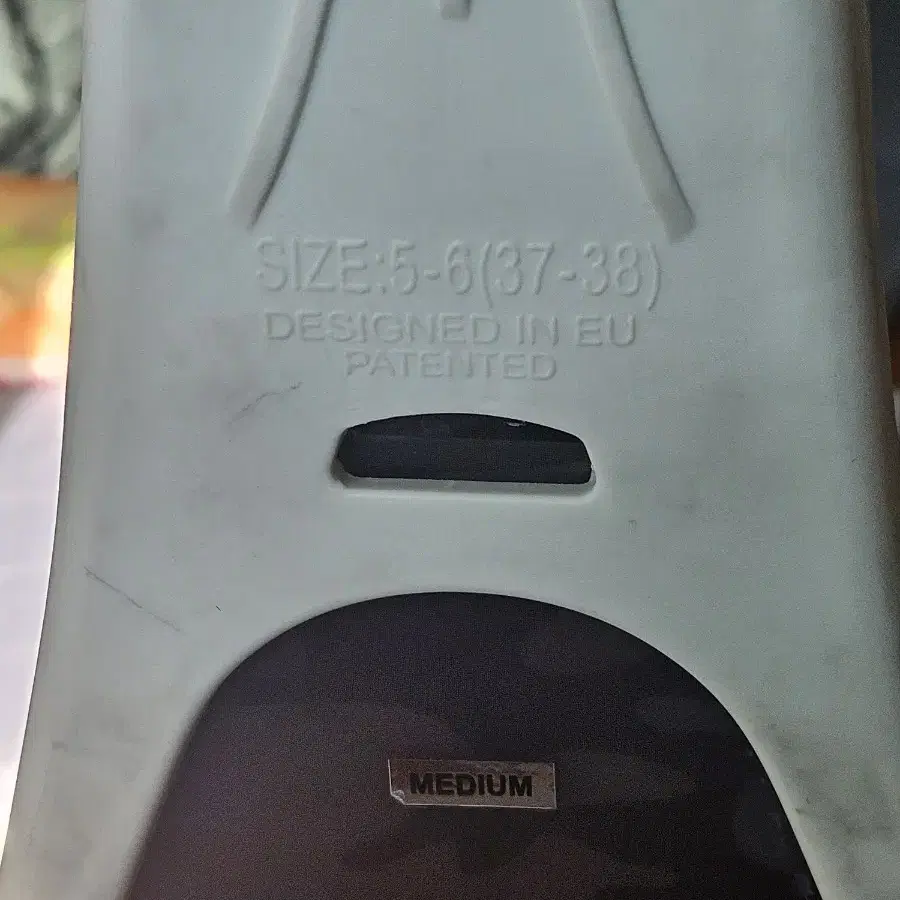 SIZE:5-6(37-38)
DESIGNED IN EU
PATENTED
MEDIUM